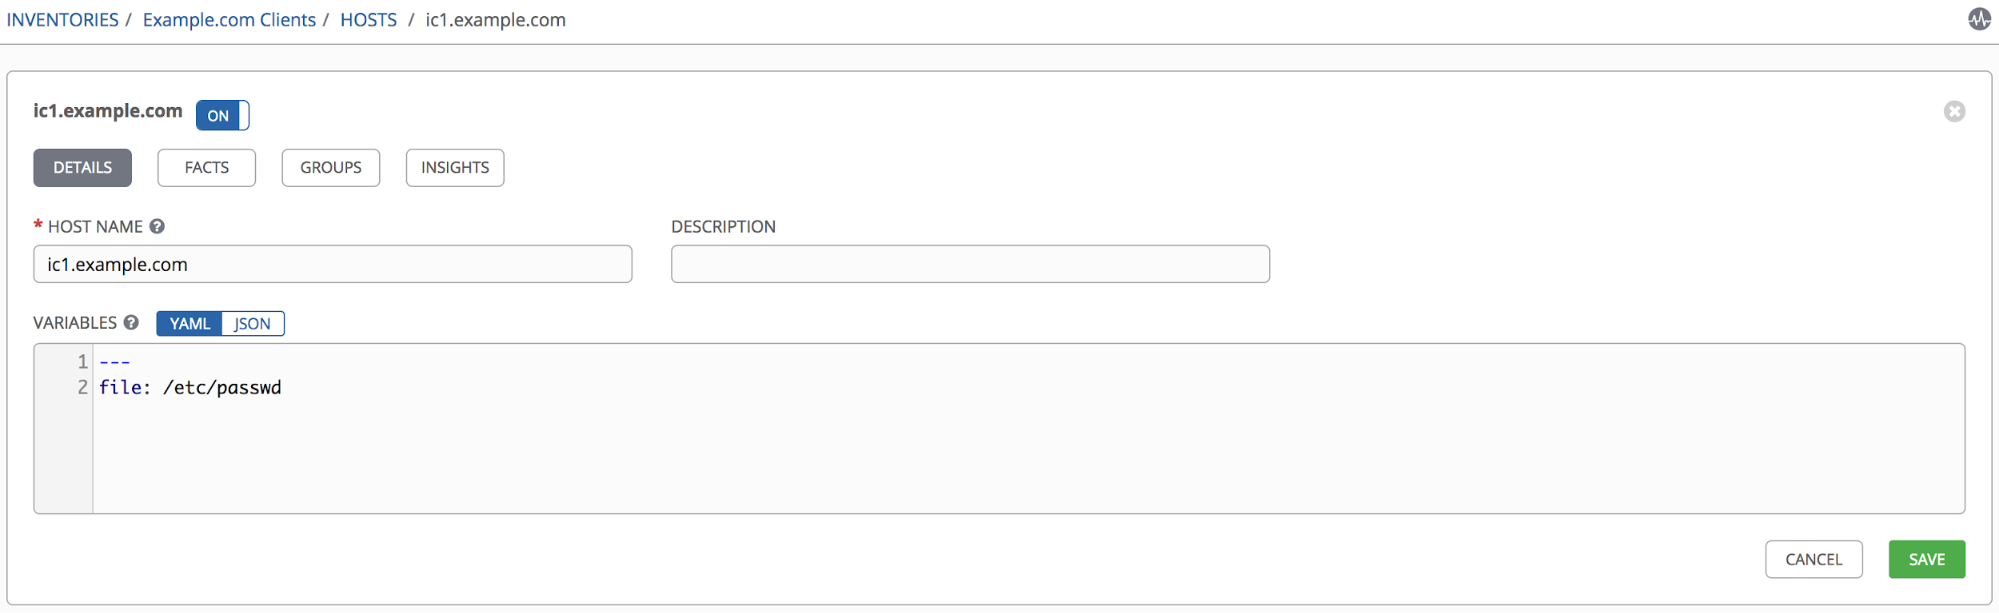 INVENTORIES / Example.com Clients / HOSTS / ic1.example.com
ic1.example.com ON
DETAILS FACTS GROUPS INSIGHTS
* HOST NAME ? DESCRIPTION
ic1.example.com
VARIABLES ? YAML JSON
1 ---
2 file: /etc/passwd
CANCEL SAVE